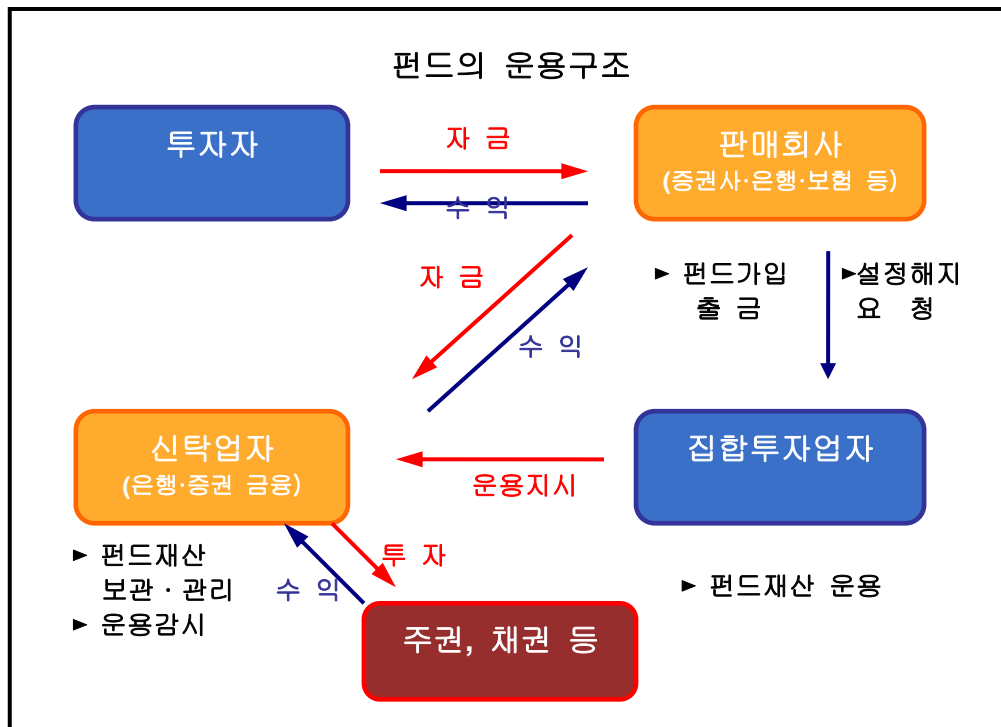 펀드의 운용구조
투자자
자 금
수 익
판매회사
(증권사·은행·보험 등)
자 금
수 익
► 펀드가입
출 금
►설정해지
요 청
신탁업자
(은행·증권 금융)
운용지시
집합투자업자
► 펀드재산
보관 · 관리
► 운용감시
투 자
수 익
► 펀드재산 운용
주권, 채권 등